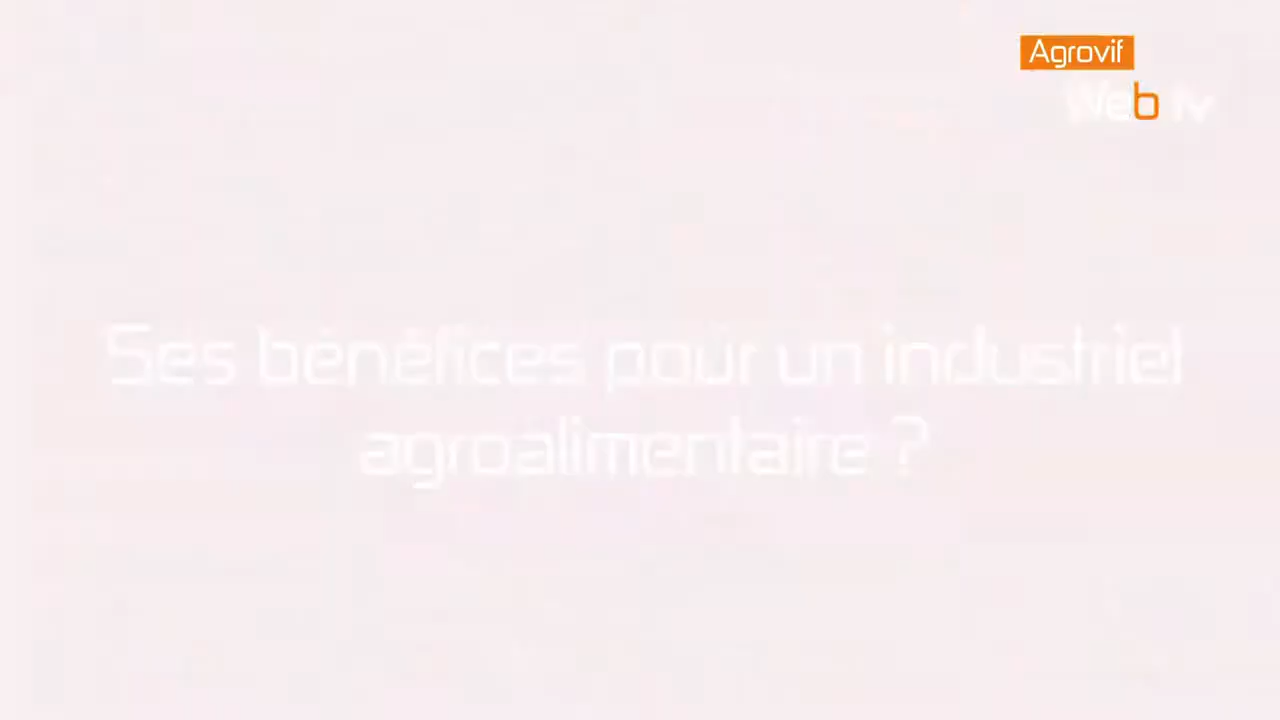 Agrovif
Web tv
Ses bénéfices pour un industriel
agroalimentaire ?